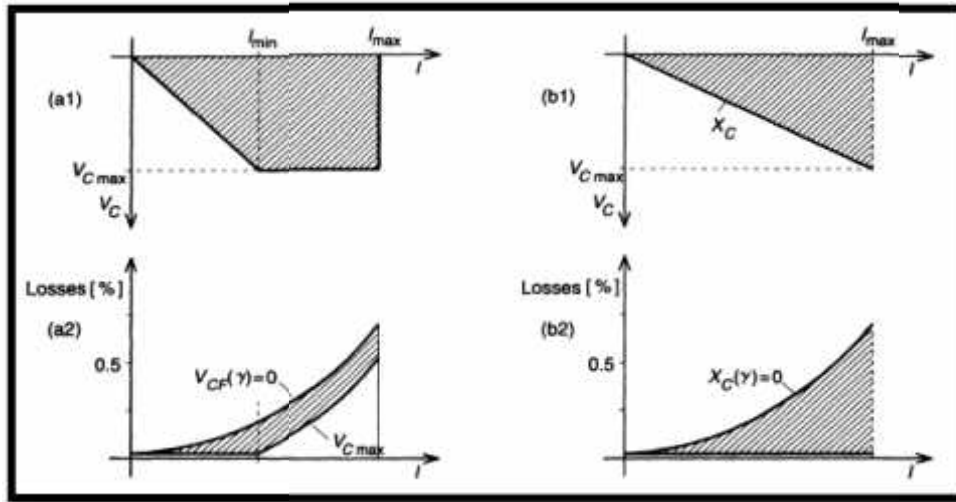 I_min I_max
I
(a1)
V_C max
V_C
I_max
I
(b1)
X_C
V_C max
V_C
Losses [%]
(a2)
0.5
V_CF(γ)=0
V_C max
I
Losses [%]
(b2)
0.5
X_C(γ)=0
I